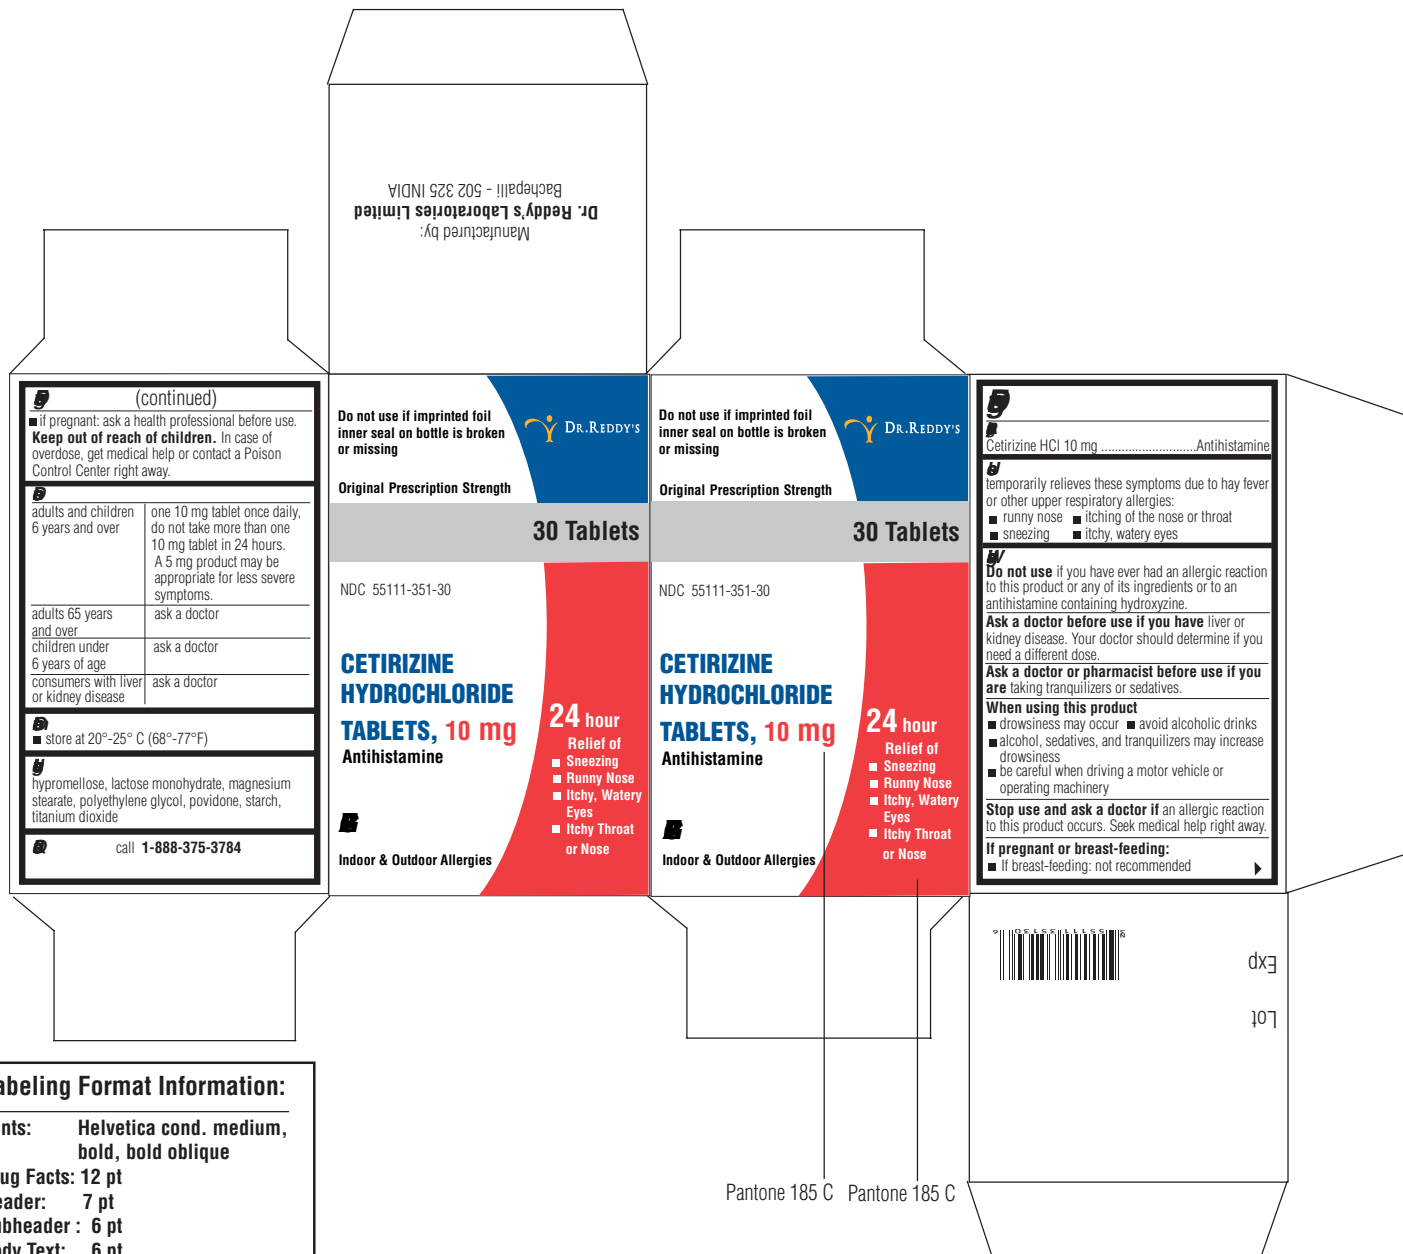 Manufactured by:
Dr. Reddy's Laboratories Limited
Bachepalli - 502 325 INDIA
(continued)
■ if pregnant: ask a health professional before use.
Keep out of reach of children. In case of
overdose, get medical help or contact a Poison
Control Center right away.
adults and children
6 years and over
one 10 mg tablet once daily,
do not take more than one
10 mg tablet in 24 hours.
A 5 mg product may be
appropriate for less severe
symptoms.
adults 65 years
and over
ask a doctor
children under
6 years of age
ask a doctor
consumers with liver
or kidney disease
ask a doctor
■ store at 20°-25° C (68°-77°F)
hypromellose, lactose monohydrate, magnesium
stearate, polyethylene glycol, povidone, starch,
titanium dioxide
call 1-888-375-3784
Do not use if imprinted foil
inner seal on bottle is broken
or missing
DR.REDDY'S
Original Prescription Strength
30 Tablets
NDC 55111-351-30
CETIRIZINE
HYDROCHLORIDE
TABLETS, 10 mg
Antihistamine
Indoor & Outdoor Allergies
24 hour
Relief of
■ Sneezing
■ Runny Nose
■ Itchy, Watery
Eyes
■ Itchy Throat
or Nose
Do not use if imprinted foil
inner seal on bottle is broken
or missing
DR.REDDY'S
Original Prescription Strength
30 Tablets
NDC 55111-351-30
CETIRIZINE
HYDROCHLORIDE
TABLETS, 10 mg
Antihistamine
Indoor & Outdoor Allergies
24 hour
Relief of
■ Sneezing
■ Runny Nose
■ Itchy, Watery
Eyes
■ Itchy Throat
or Nose
Cetirizine HCl 10 mg ............................Antihistamine
temporarily relieves these symptoms due to hay fever
or other upper respiratory allergies:
■ runny nose ■ itching of the nose or throat
■ sneezing ■ itchy, watery eyes
Do not use if you have ever had an allergic reaction
to this product or any of its ingredients or to an
antihistamine containing hydroxyzine.
Ask a doctor before use if you have liver or
kidney disease. Your doctor should determine if you
need a different dose.
Ask a doctor or pharmacist before use if you
are taking tranquilizers or sedatives.
When using this product
■ drowsiness may occur ■ avoid alcoholic drinks
■ alcohol, sedatives, and tranquilizers may increase
drowsiness
■ be careful when driving a motor vehicle or
operating machinery
Stop use and ask a doctor if an allergic reaction
to this product occurs. Seek medical help right away.
If pregnant or breast-feeding:
■ If breast-feeding: not recommended
Exp
Lot
abeling Format Information:
nts: Helvetica cond. medium,
bold, bold oblique
ug Facts: 12 pt
eader: 7 pt
ubheader : 6 pt
ody Text: 6 pt
Pantone 185 C Pantone 185 C